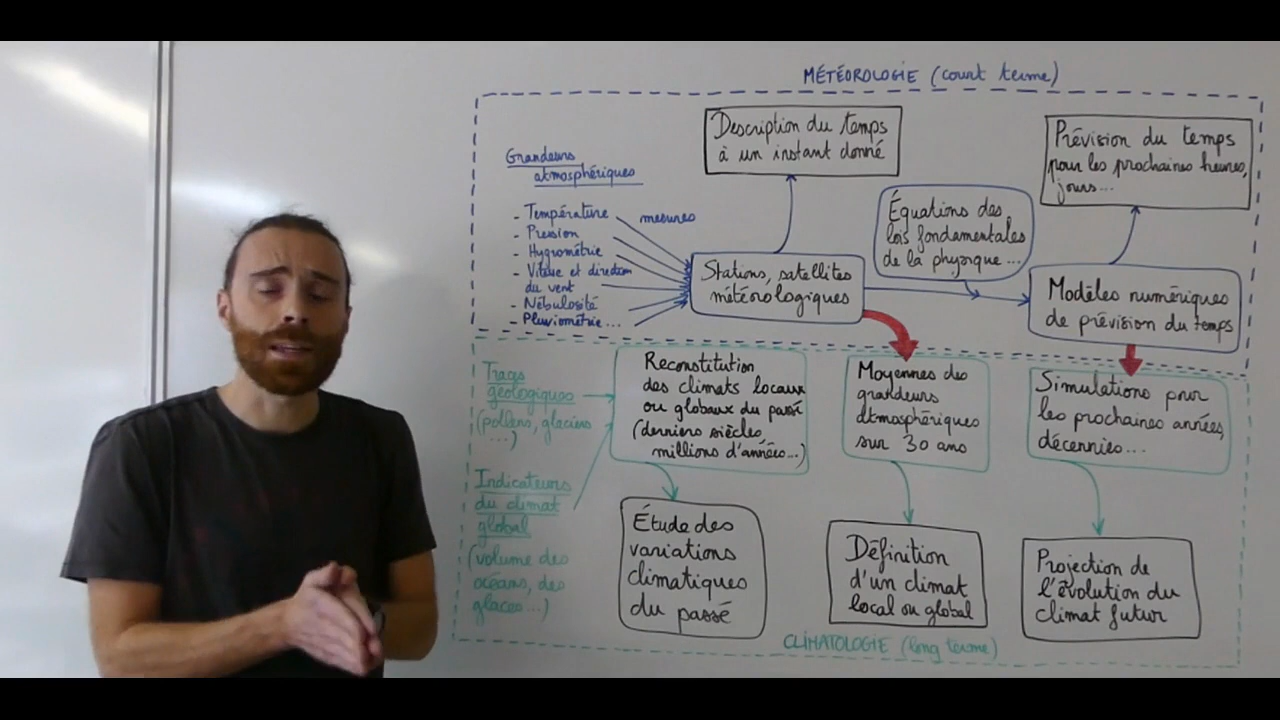 MÉTÉOROLOGIE (court terme)
Grandeurs
atmosphériques
- Température
- Pression
- Hygrométrie
- Vitesse et direction
du vent
- Nébulosité
- Pluviométrie...
mesures
Description du temps
à un instant donné
Stations, satellites
météorologiques
Équations des
lois fondamentales
de la physique...
Prévision du temps
pour les prochaines heures,
jours...
Modèles numériques
de prévision du temps
Traces
géologiques
(pollens, glaciers
...)
Indicateurs
du climat
global
(volume des
océans, des
glaces...)
Reconstitution
des climats locaux
ou globaux du passé
(derniers siècles,
millions d'années...)
Étude des
variations
climatiques
du passé
Moyennes des
grandeurs
atmosphériques
sur 30 ans
Définition
d'un climat
local ou global
Simulations pour
les prochaines années,
décennies...
Projection de
l'évolution du
climat futur
CLIMATOLOGIE (long terme)